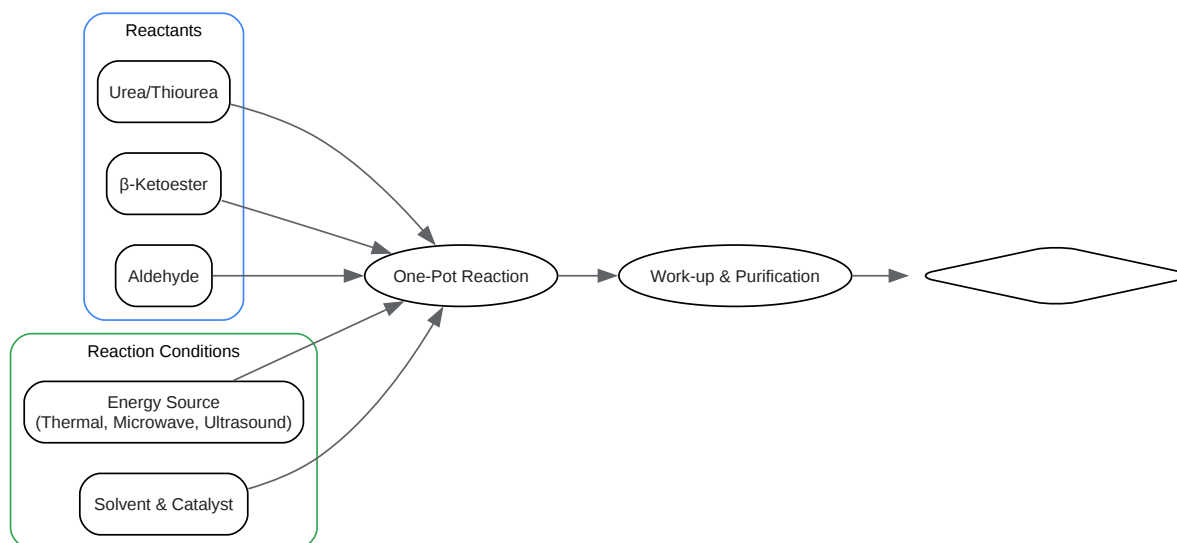 Reactants
Urea/Thiourea
β-Ketoester
Aldehyde
One-Pot Reaction
Work-up & Purification
Reaction Conditions
Energy Source
(Thermal, Microwave, Ultrasound)
Solvent & Catalyst